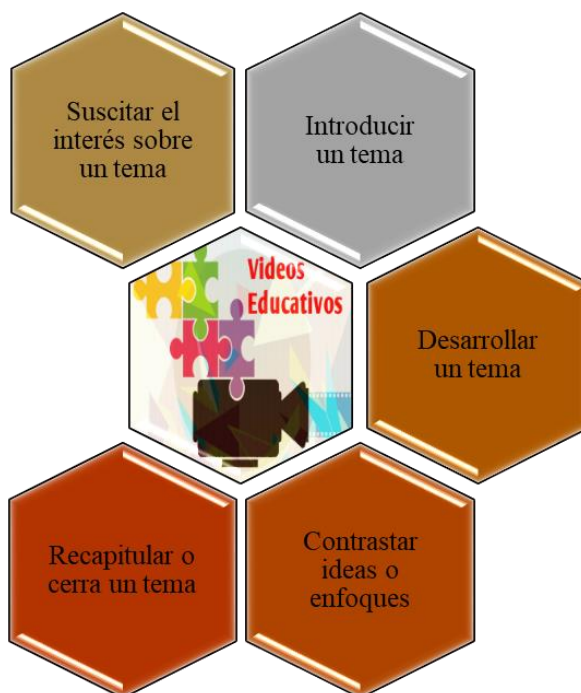 Suscitar el
interés sobre
un tema
Introducir
un tema
Videos
Educativos
Desarrollar
un tema
Recapitular o
cerra un tema
Contrastar
ideas o
enfoques